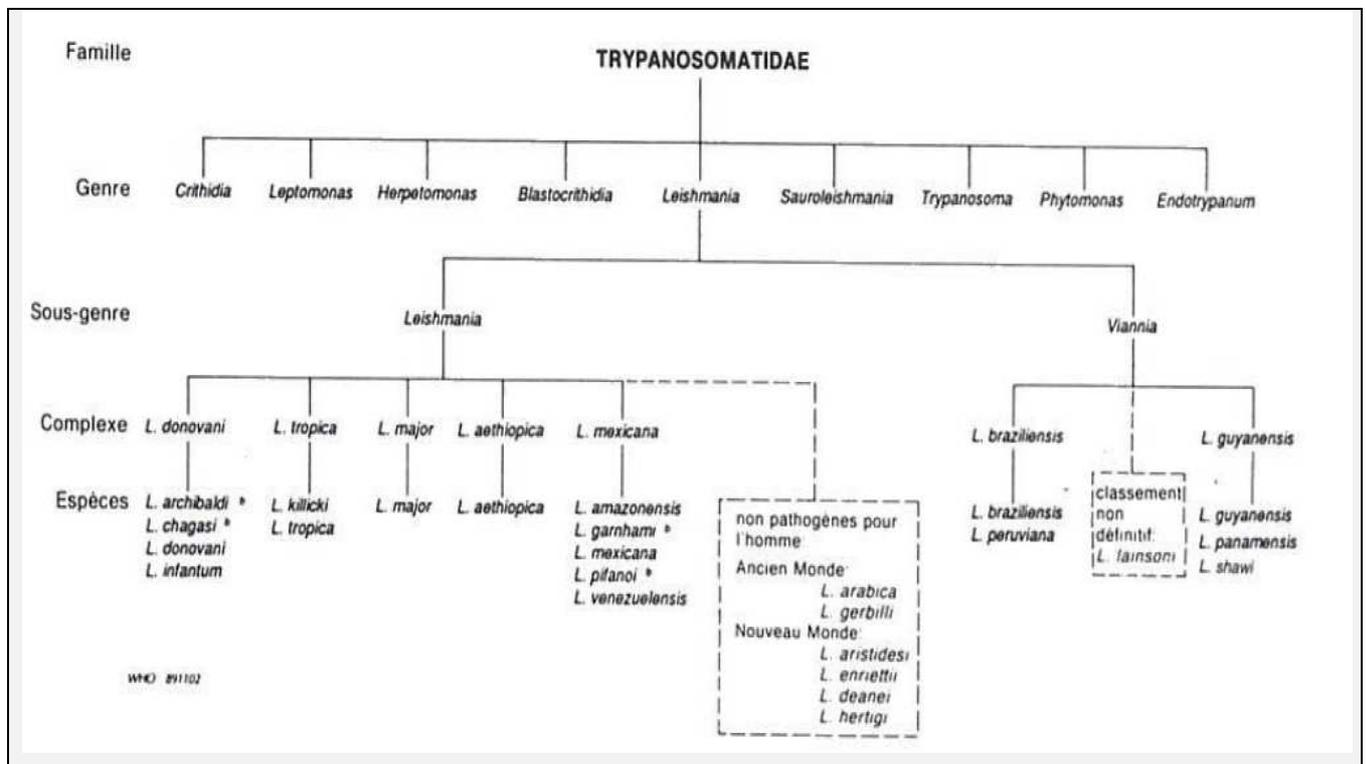 Famille
TRYPANOSOMATIDAE
Genre
Crithidia Leptomonas Herpetomonas Blastocrithidia Leishmania Sauroleishmania Trypanosoma Phytomonas Endotrypanum
Sous-genre
Leishmania
Viannia
Complexe
L. donovani L. tropica L. major L. aethiopica L. mexicana
L. braziliensis
L. guyanensis
Espèces
L. archibaldi b
L. chagasi b
L. donovani
L. infantum
L. killicki
L. tropica
L. major
L. aethiopica
L. amazonensis
L. garnhami b
L. mexicana
L. pifanoi b
L. venezuelensis
non pathogènes pour
l'homme:
Ancien Monde:
L. arabica
L. gerbilli
Nouveau Monde:
L. aristidesi
L. enriettii
L. deanei
L. hertigi
L. braziliensis
L. peruviana
classement
non
définitif:
L. lainsoni
L. guyanensis
L. panamensis
L. shawi
WHO 891102